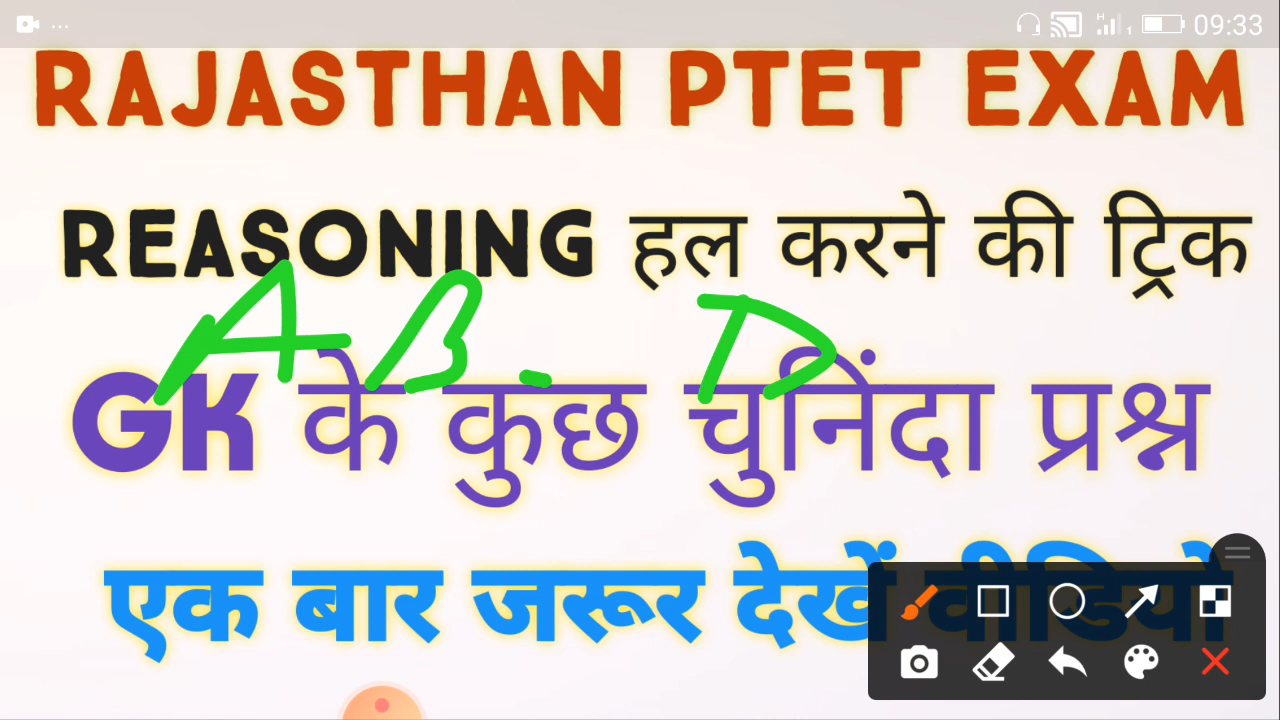 09:33
RAJASTHAN PTET EXAM
REASONING हल करने की ट्रिक
A B - D
GK के कुछ चुनिंदा प्रश्न
एक बार जरूर देखें वीडियो